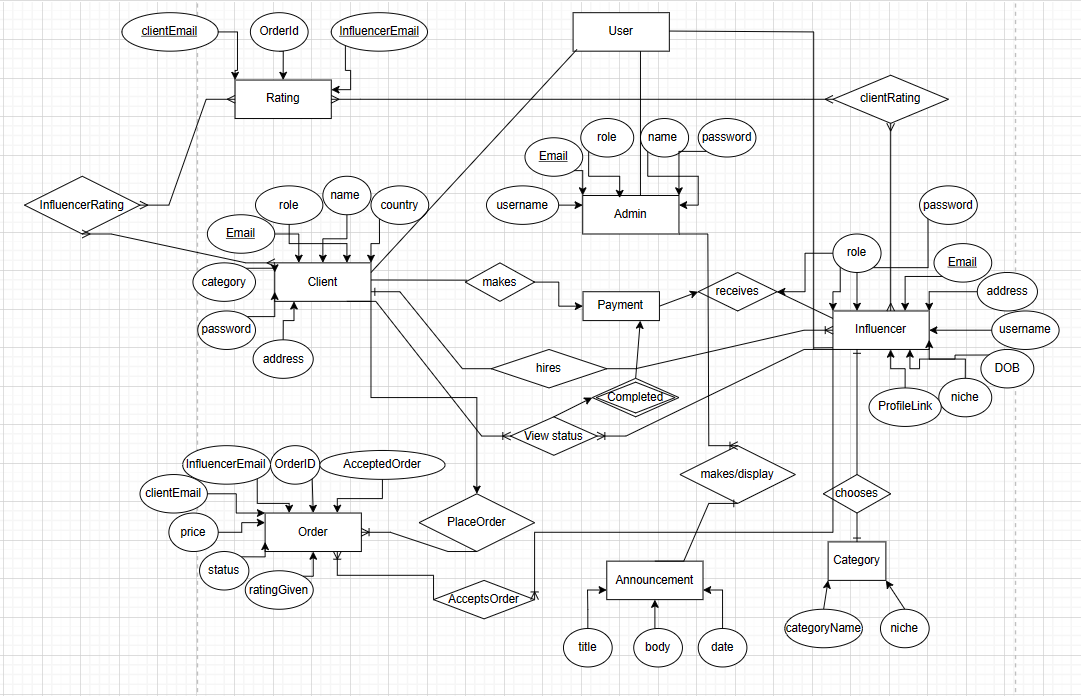 clientEmail
OrderId
InfluencerEmail
User
Rating
clientRating
role
name
password
Email
username
Admin
InfluencerRating
role
name
country
Email
category
Client
password
address
makes
Payment
receives
password
role
Email
address
Influencer
username
DOB
niche
ProfileLink
hires
Completed
View status
makes/display
chooses
InfluencerEmail
OrderID
AcceptedOrder
clientEmail
price
Order
status
ratingGiven
PlaceOrder
AcceptsOrder
Announcement
title
body
date
Category
categoryName
niche